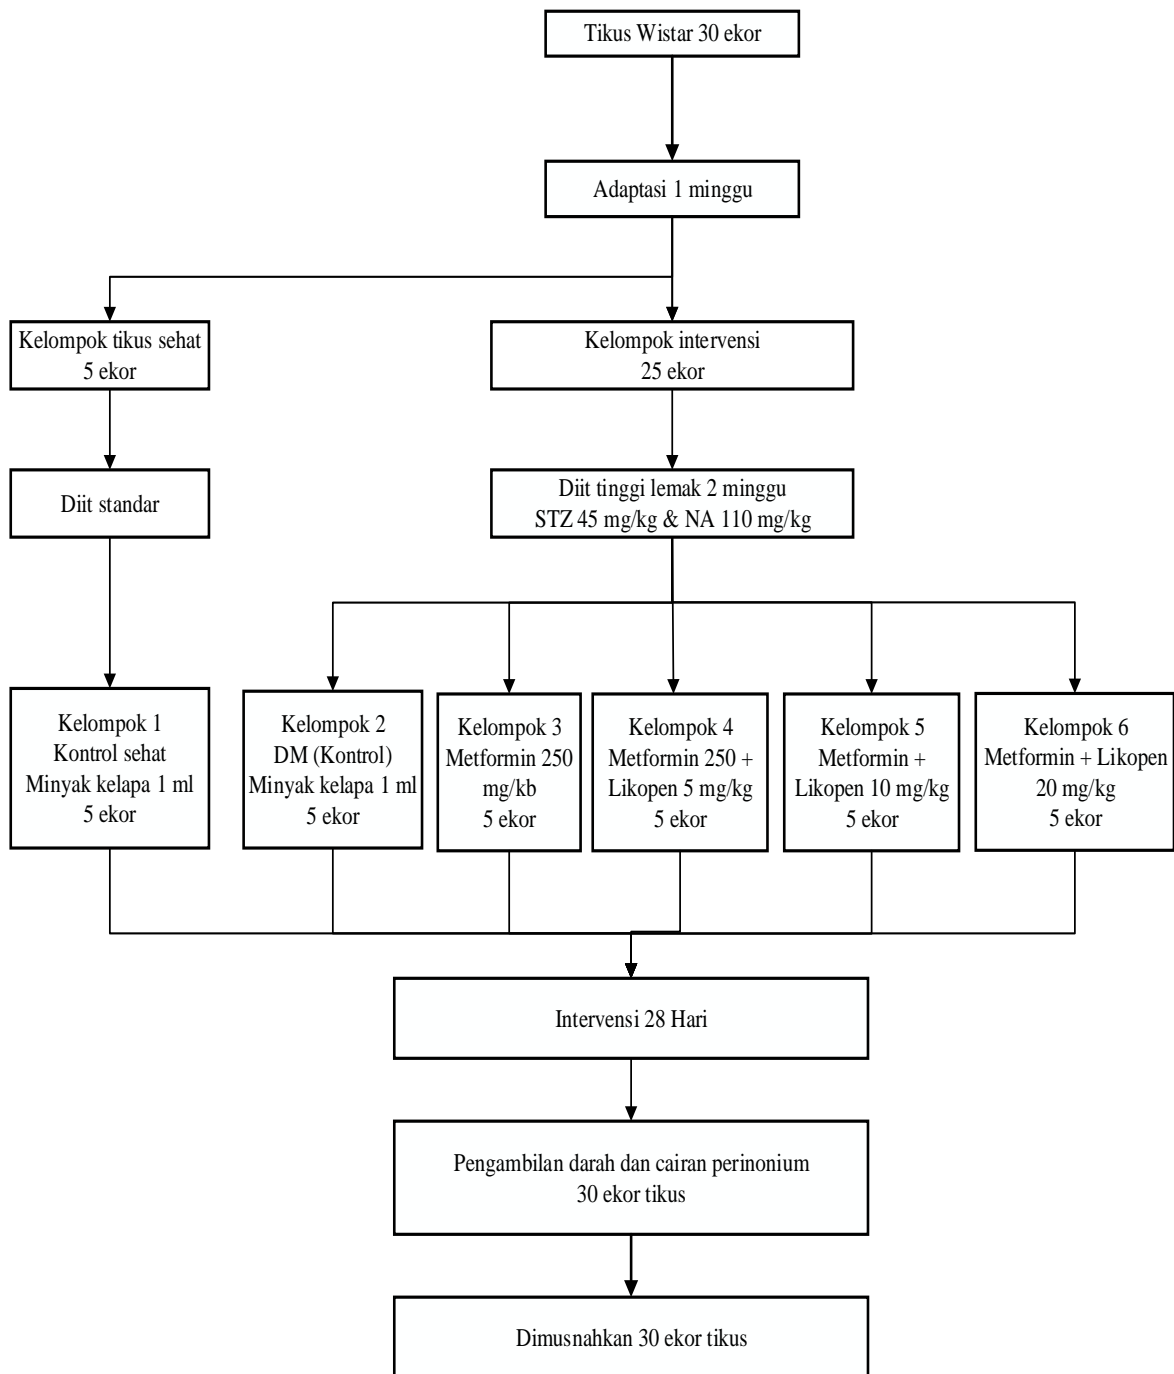 Tikus Wistar 30 ekor
Adaptasi 1 minggu
Kelompok tikus sehat
5 ekor
Kelompok intervensi
25 ekor
Diit standar
Diit tinggi lemak 2 minggu
STZ 45 mg/kg & NA 110 mg/kg
Kelompok 1
Kontrol sehat
Minyak kelapa 1 ml
5 ekor
Kelompok 2
DM (Kontrol)
Minyak kelapa 1 ml
5 ekor
Kelompok 3
Metformin 250
mg/kb
5 ekor
Kelompok 4
Metformin 250 +
Likopen 5 mg/kg
5 ekor
Kelompok 5
Metformin +
Likopen 10 mg/kg
5 ekor
Kelompok 6
Metformin + Likopen
20 mg/kg
5 ekor
Intervensi 28 Hari
Pengambilan darah dan cairan perinonium
30 ekor tikus
Dimusnahkan 30 ekor tikus